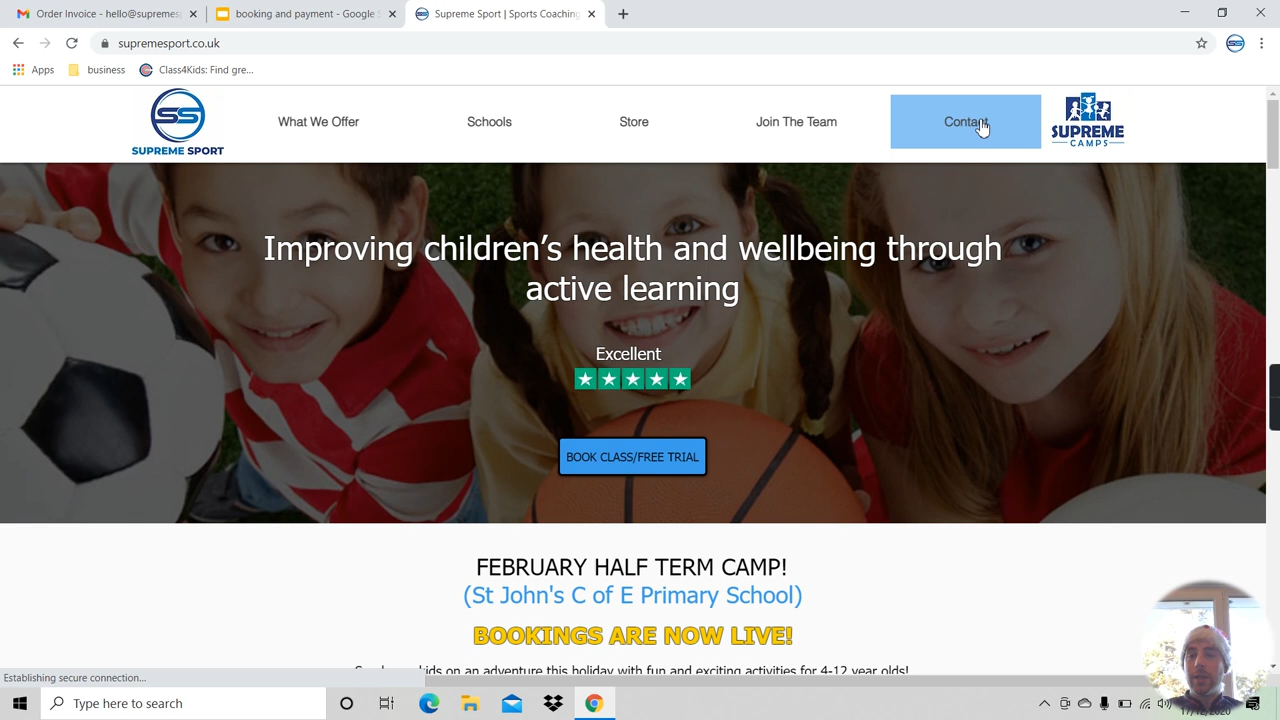 Order Invoice - hello@supremes
booking and payment - Google S
Supreme Sport | Sports Coaching
supremesport.co.uk
Apps
business
Class4Kids: Find gre...
SS
SUPREME SPORT
What We Offer
Schools
Store
Join The Team
Contact
SUPREME
CAMPS
Improving children's health and wellbeing through
active learning
Excellent
BOOK CLASS/FREE TRIAL
FEBRUARY HALF TERM CAMP!
(St John's C of E Primary School)
BOOKINGS ARE NOW LIVE!
kids on an adventure this holiday with fun and exciting activities for 4-12 year olds!
Establishing secure connection...
Type here to search
17/12/2020